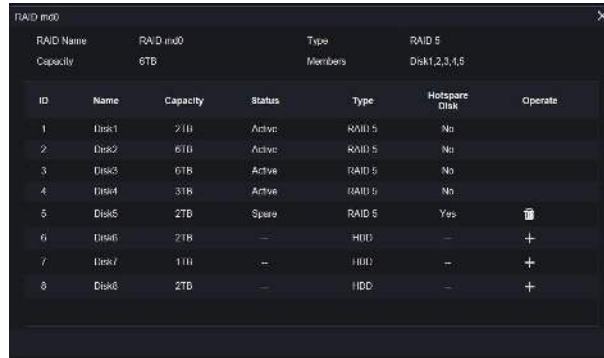 RAID md0
RAID Name RAID md0 Type RAID 5
Capacity 6TB Members Disk1,2,3,4,5
ID Name Capacity Status Type Hotspare Disk Operate
1 Disk1 2TB Active RAID 5 No
2 Disk2 6TB Active RAID 5 No
3 Disk3 6TB Active RAID 5 No
4 Disk4 3TB Active RAID 5 No
5 Disk5 2TB Spare RAID 5 Yes
6 Disk6 2TB -- HDD --
7 Disk7 1TB -- HDD --
8 Disk8 2TB -- HDD --